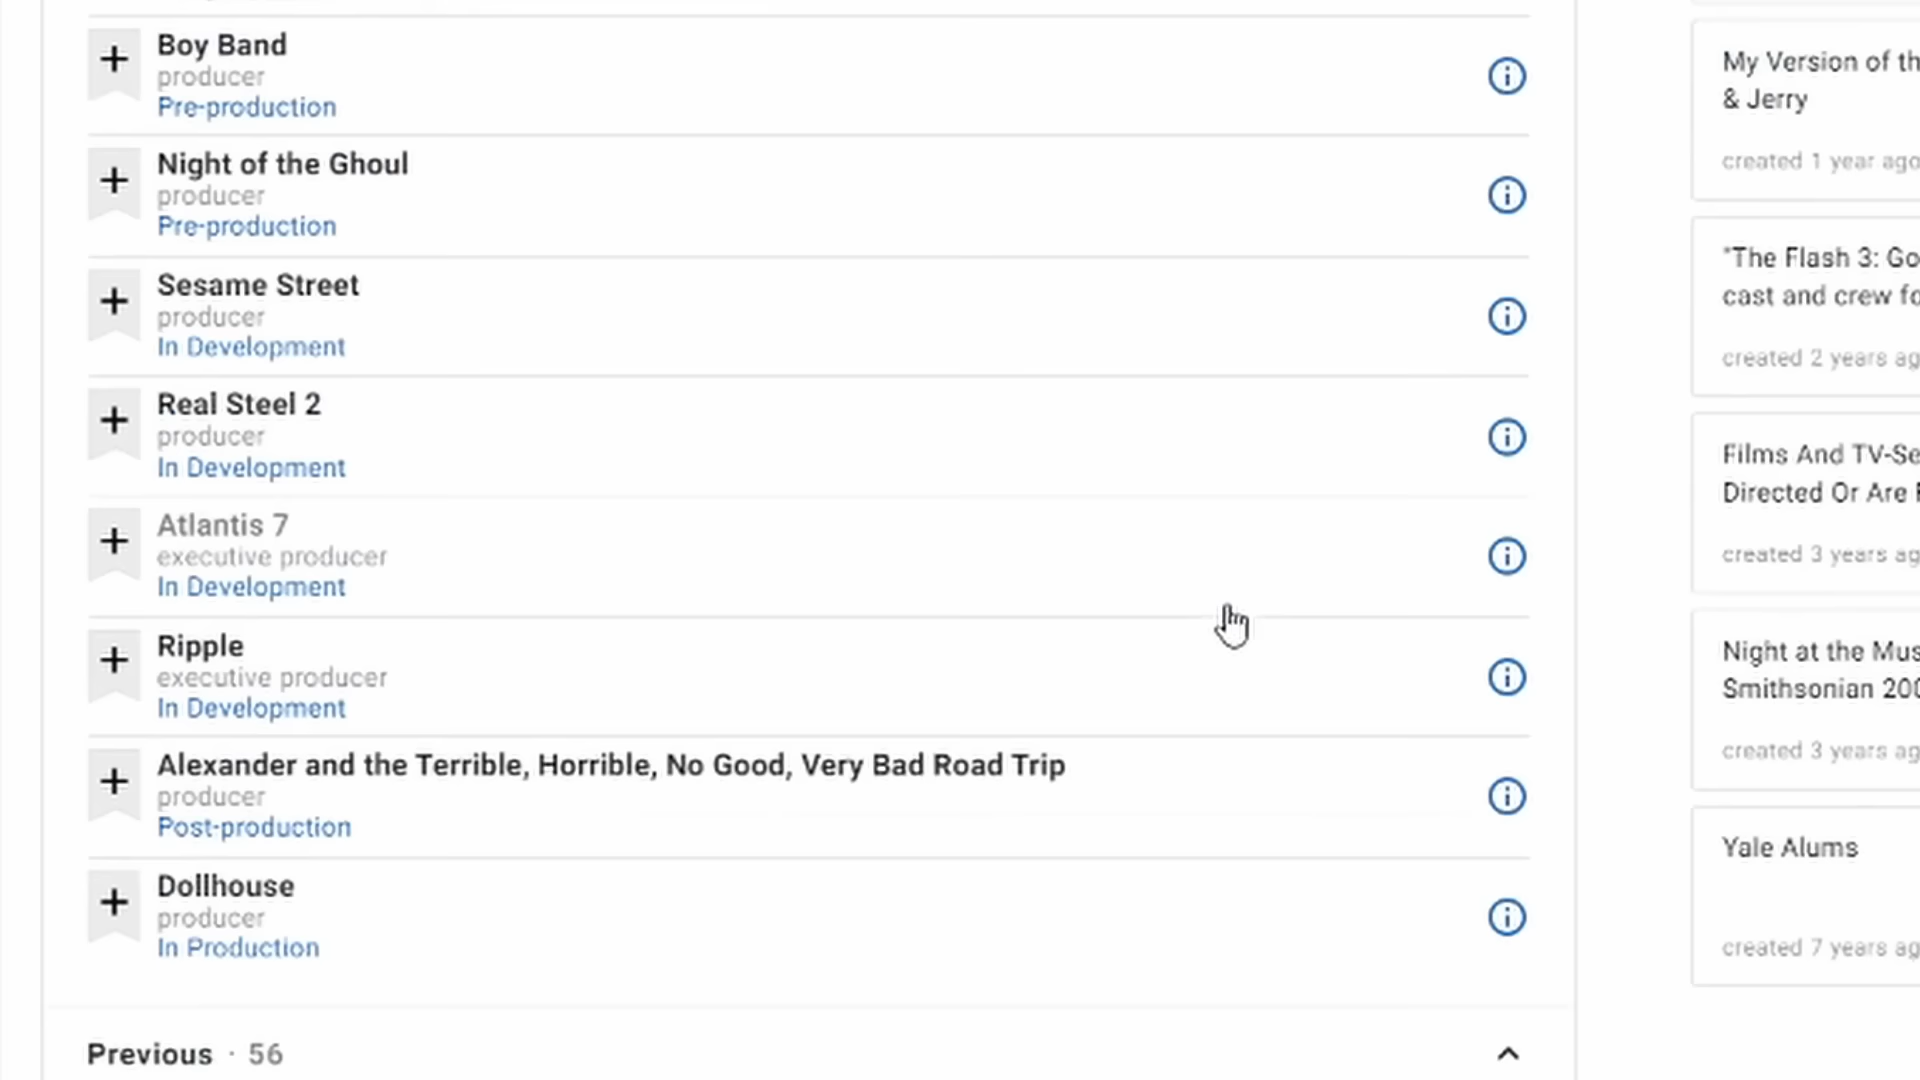 Boy Band
producer
Pre-production
Night of the Ghoul
producer
Pre-production
Sesame Street
producer
In Development
Real Steel 2
producer
In Development
Atlantis 7
executive producer
In Development
Ripple
executive producer
In Development
Alexander and the Terrible, Horrible, No Good, Very Bad Road Trip
producer
Post-production
Dollhouse
producer
In Production
Previous · 56
My Version of th
& Jerry
created 1 year ago
"The Flash 3: Go
cast and crew fo
created 2 years ag
Films And TV-Se
Directed Or Are
created 3 years ag
Night at the Mus
Smithsonian 200
created 3 years ag
Yale Alums
created 7 years ag